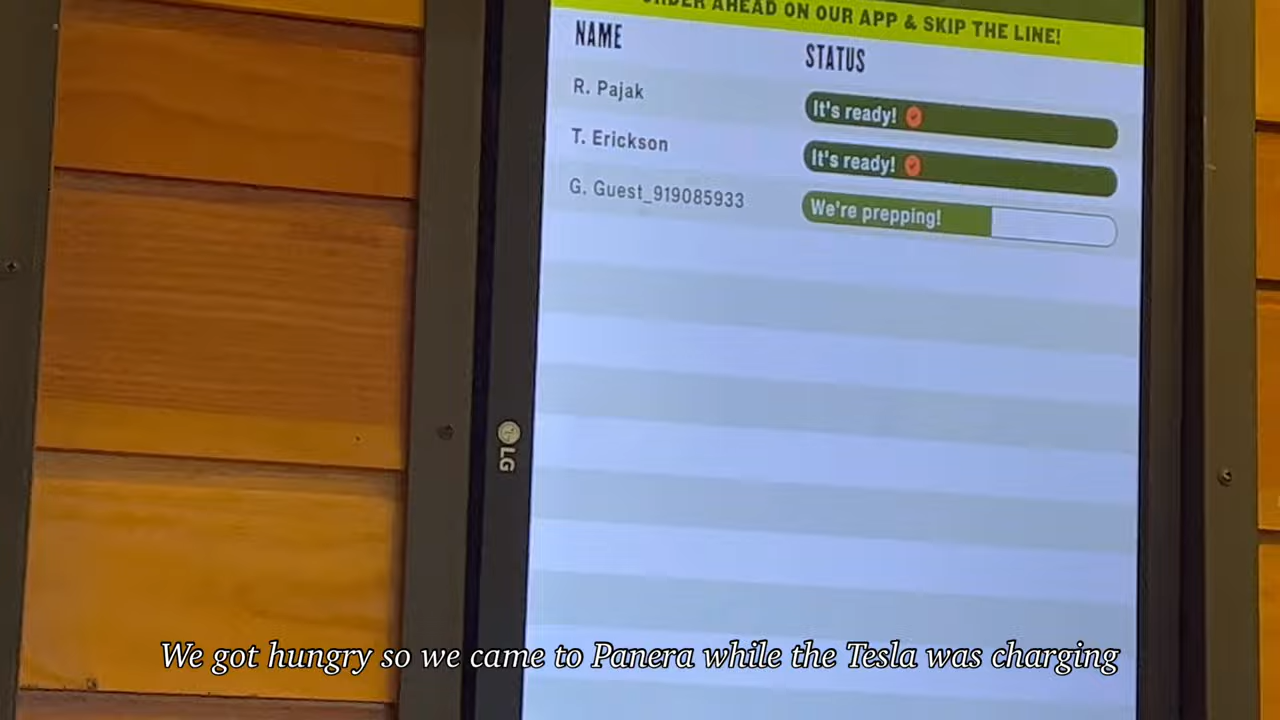 ORDER AHEAD ON OUR APP & SKIP THE LINE!
NAME STATUS
R. Pajak It's ready!
T. Erickson It's ready!
G. Guest_919085933 We're prepping!
LG
We got hungry so we came to Panera while the Tesla was charging